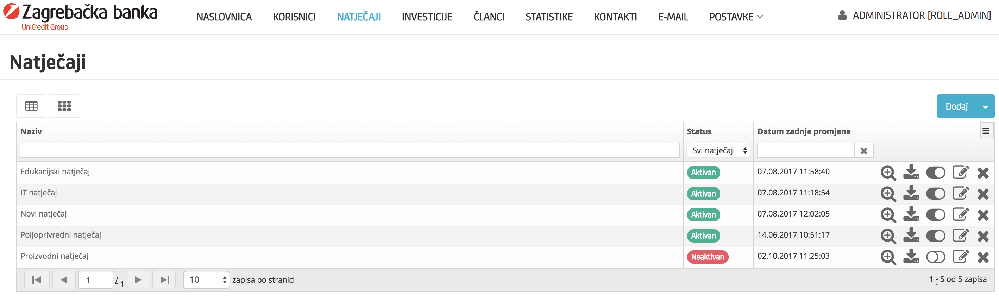 Zagrebačka banka
UniCredit Group
NASLOVNICA KORISNICI NATJEČAJI INVESTICIJE ČLANCI STATISTIKE KONTAKTI E-MAIL POSTAVKE
ADMINISTRATOR [ROLE_ADMIN]
Natječaji
Dodaj
Naziv Status Datum zadnje promjene
Svi natječaji
Edukacijski natječaj Aktivan 07.08.2017 11:58:40
IT natječaj Aktivan 07.08.2017 11:18:54
Novi natječaj Aktivan 07.08.2017 12:02:05
Poljoprivredni natječaj Aktivan 14.06.2017 10:51:17
Proizvodni natječaj Neaktivan 02.10.2017 11:25:03
1 / 1 10 zapisa po stranici 1 - 5 od 5 zapisa